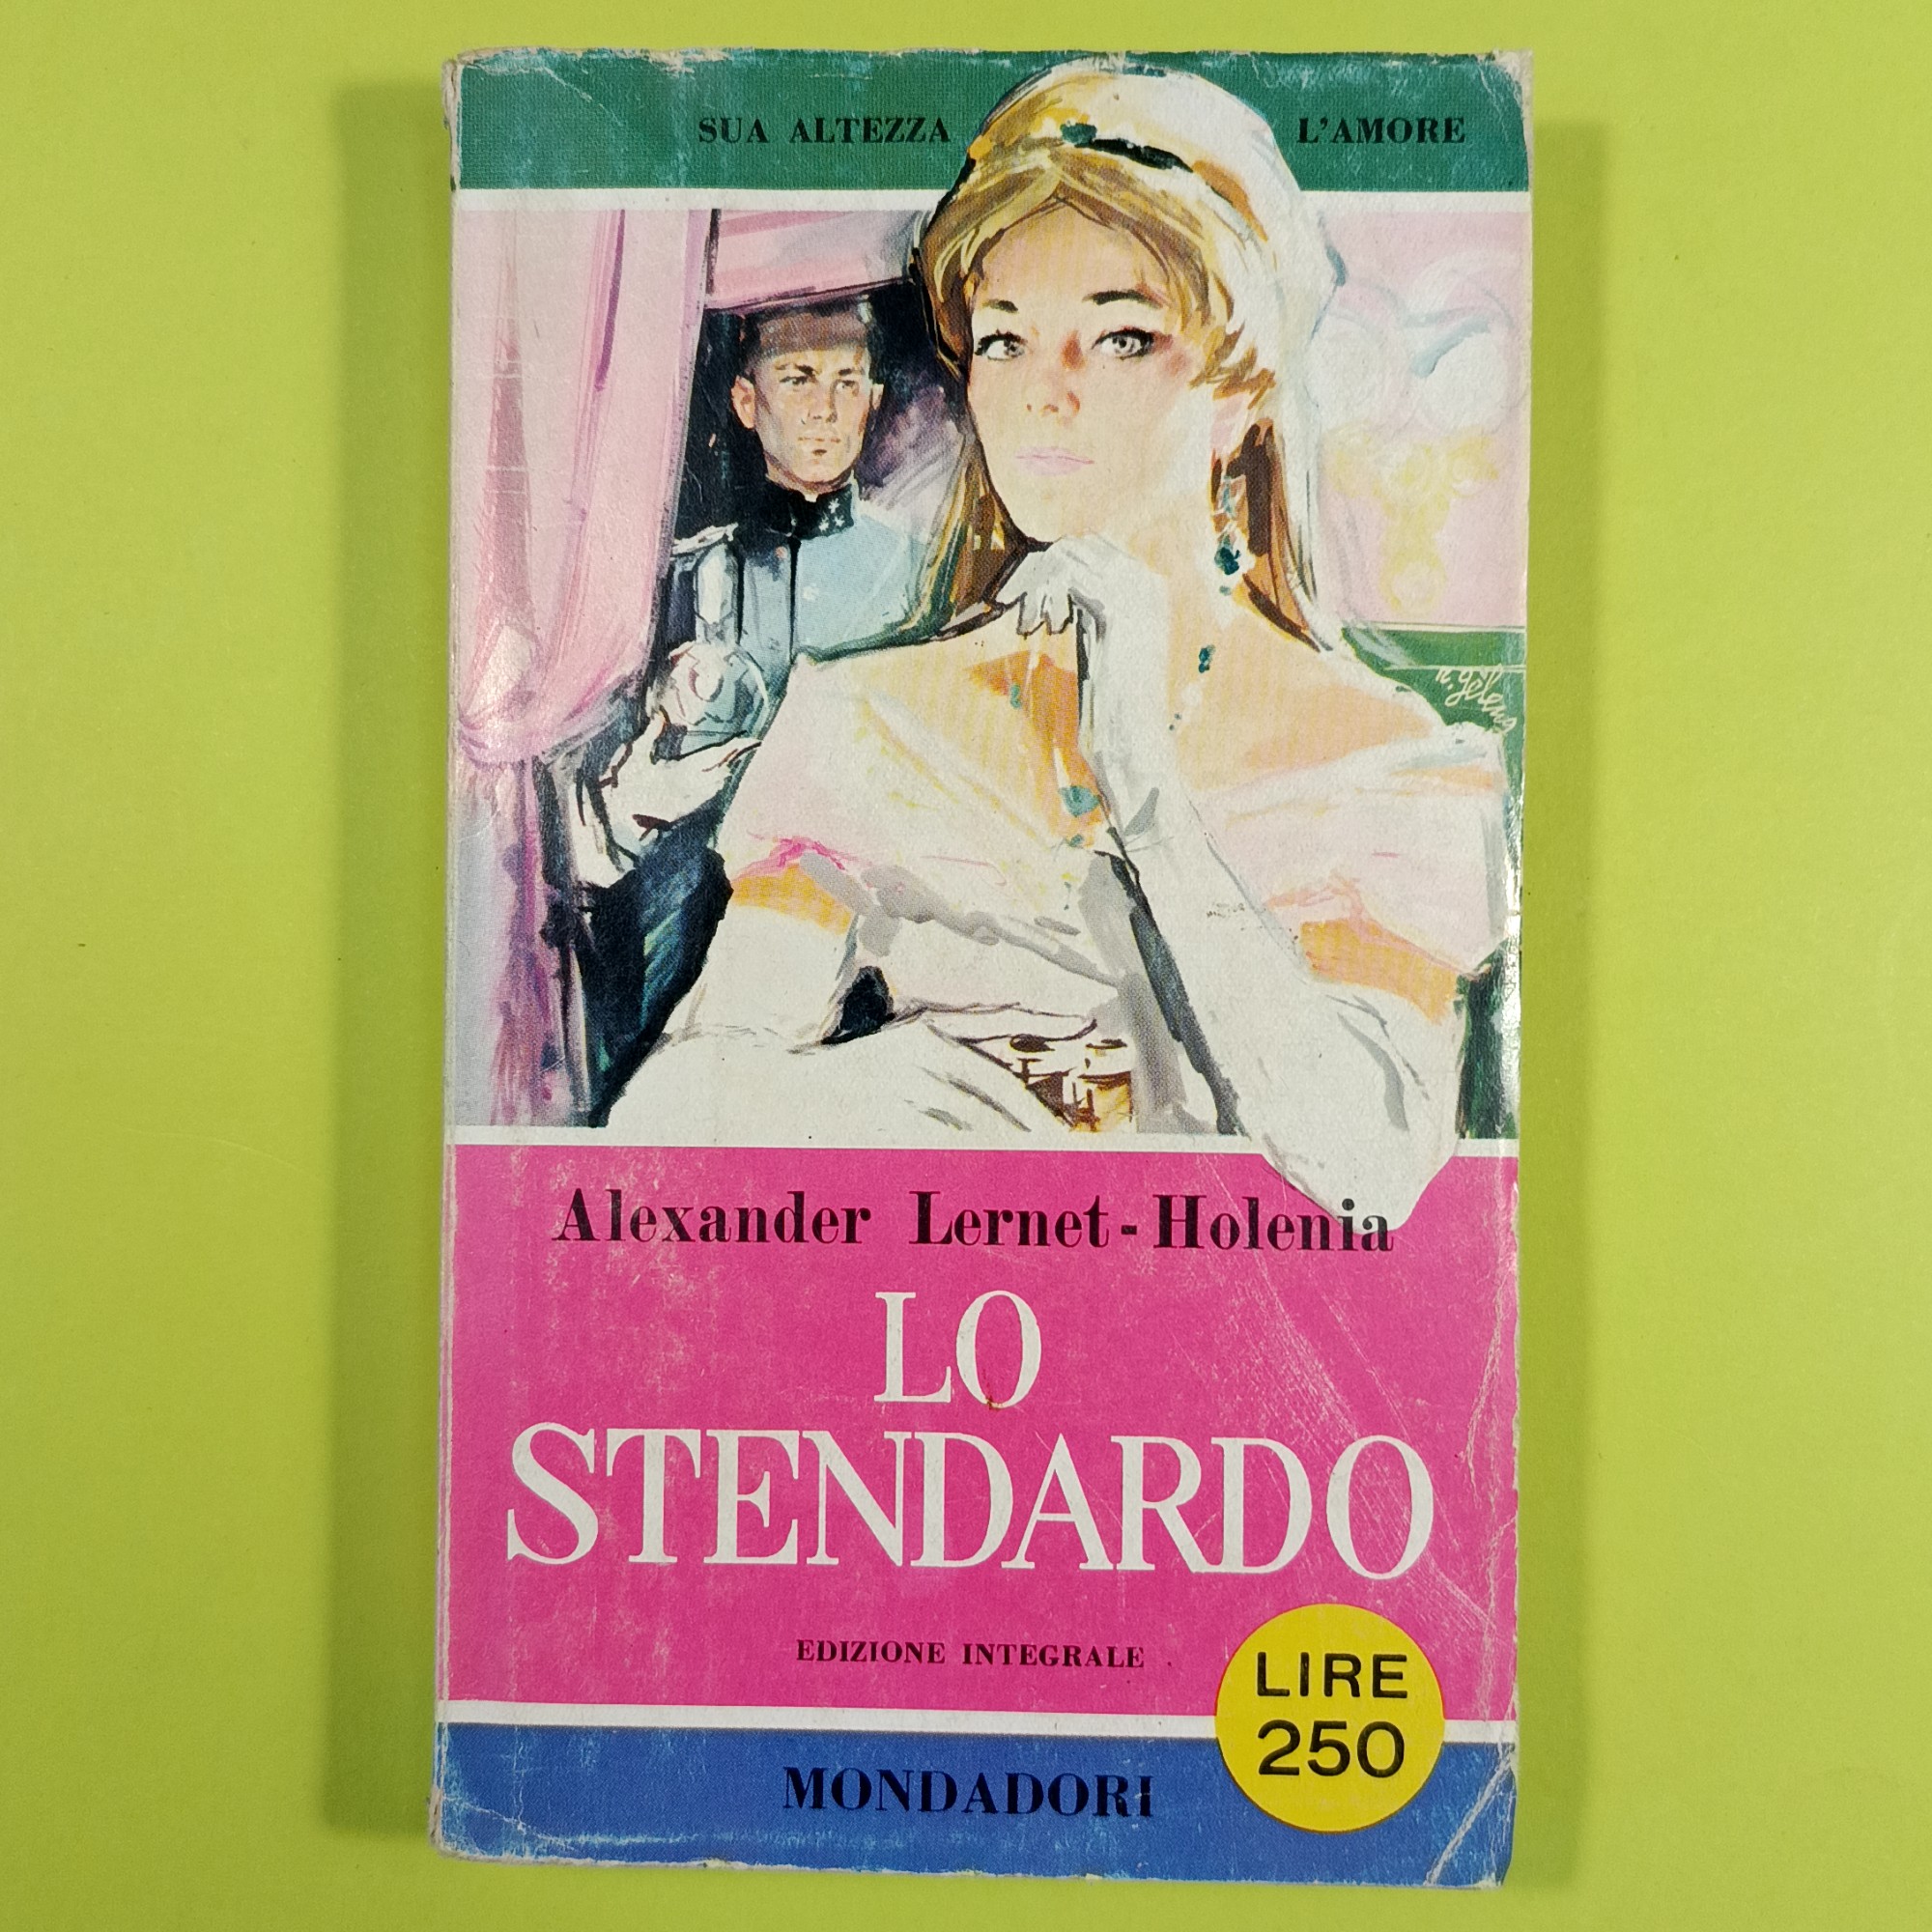 SUA ALTEZZA L'AMORE
Alexander Lernet-Holenia
LO
STENDARDO
EDIZIONE INTEGRALE
LIRE
250
MONDADORI